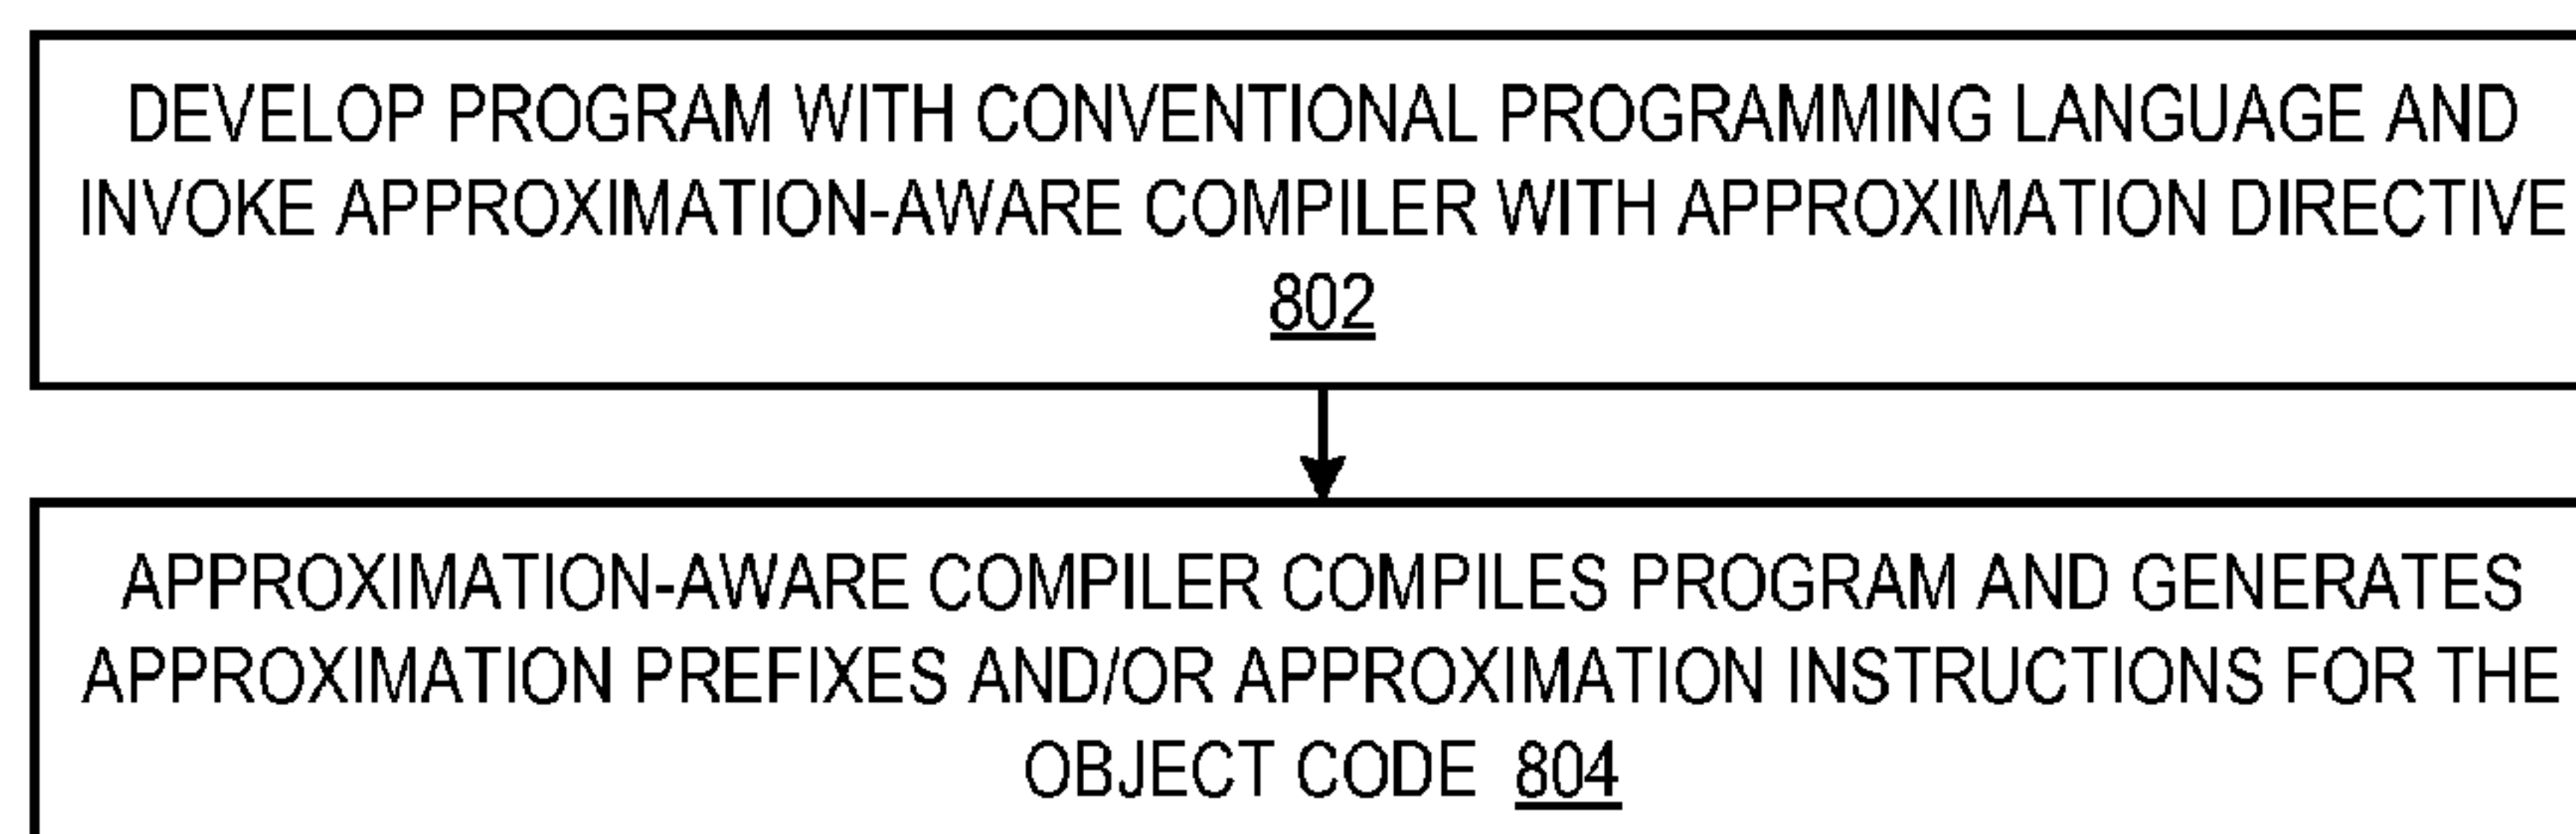 DEVELOP PROGRAM WITH CONVENTIONAL PROGRAMMING LANGUAGE AND
INVOKE APPROXIMATION-AWARE COMPILER WITH APPROXIMATION DIRECTIVE
802
APPROXIMATION-AWARE COMPILER COMPILES PROGRAM AND GENERATES
APPROXIMATION PREFIXES AND/OR APPROXIMATION INSTRUCTIONS FOR THE
OBJECT CODE 804